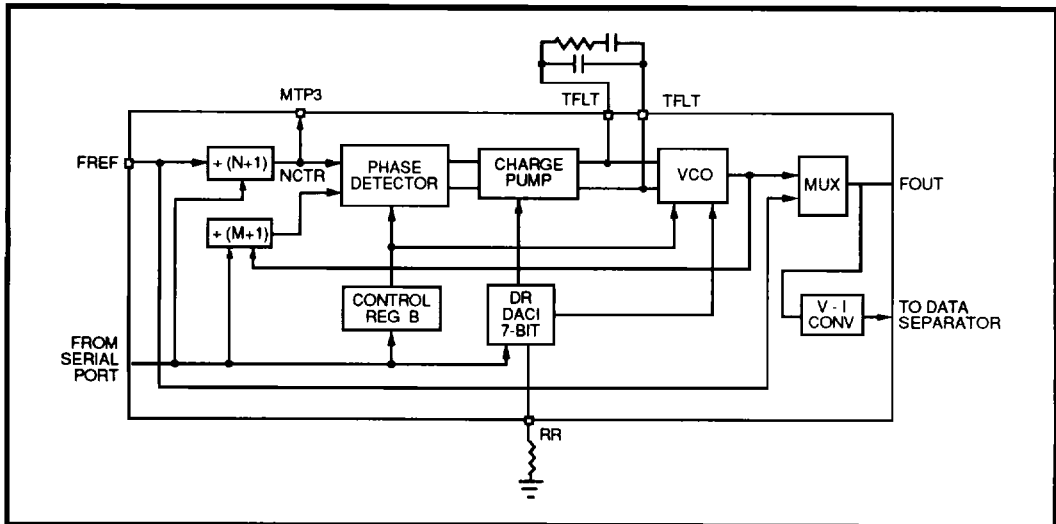 MTP3
TFLT
TFLT
FREF
÷ (N+1)
NCTR
PHASE
DETECTOR
CHARGE
PUMP
VCO
MUX
FOUT
÷ (M+1)
CONTROL
REG B
DR
DACI
7-BIT
V - I
CONV
TO DATA
SEPARATOR
FROM
SERIAL
PORT
RR